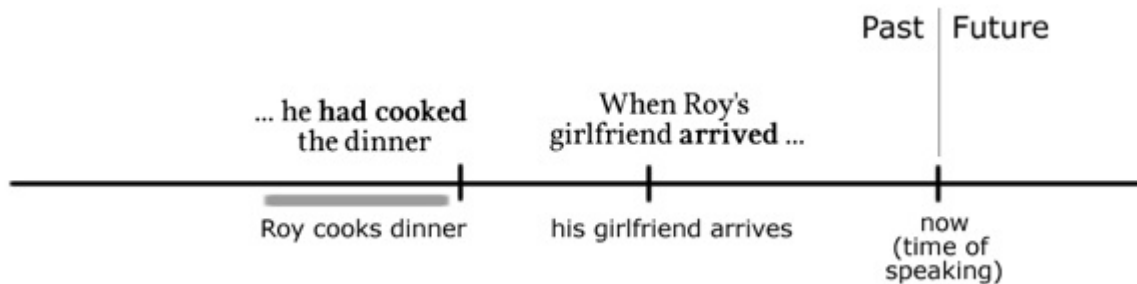 Past
Future
... he had cooked
the dinner
When Roy's
girlfriend arrived ...
Roy cooks dinner
his girlfriend arrives
now
(time of
speaking)